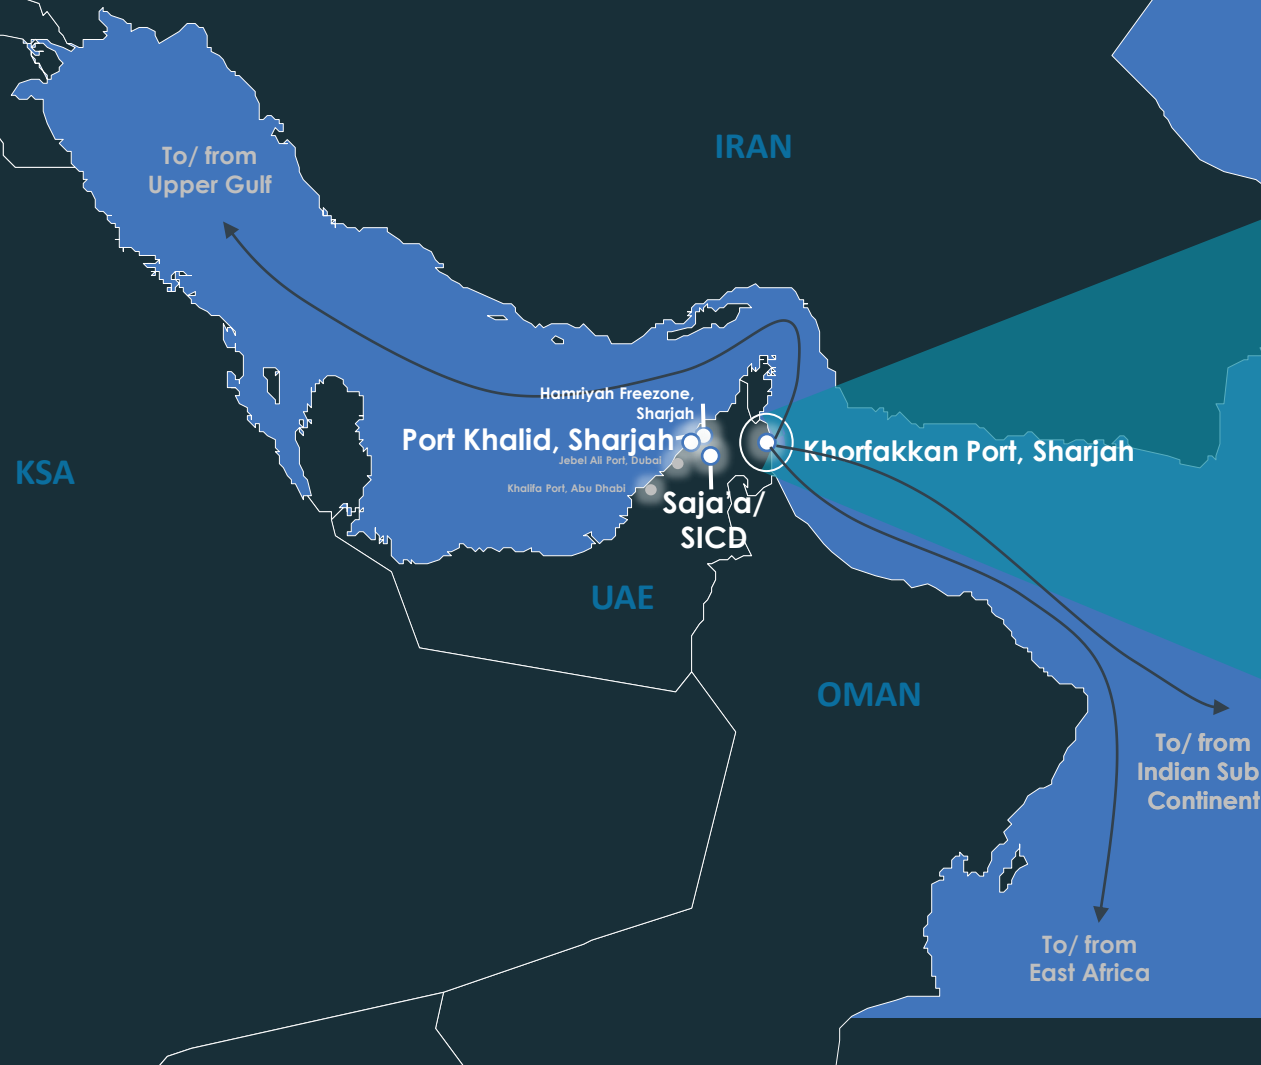 IRAN
To/ from
Upper Gulf
Hamriyah Freezone,
Sharjah
Port Khalid, Sharjah
Jebel Ali Port, Dubai
Khalifa Port, Abu Dhabi
Khorfakkan Port, Sharjah
KSA
Saja'a/
SICD
UAE
OMAN
To/ from
Indian Sub
Continent
To/ from
East Africa